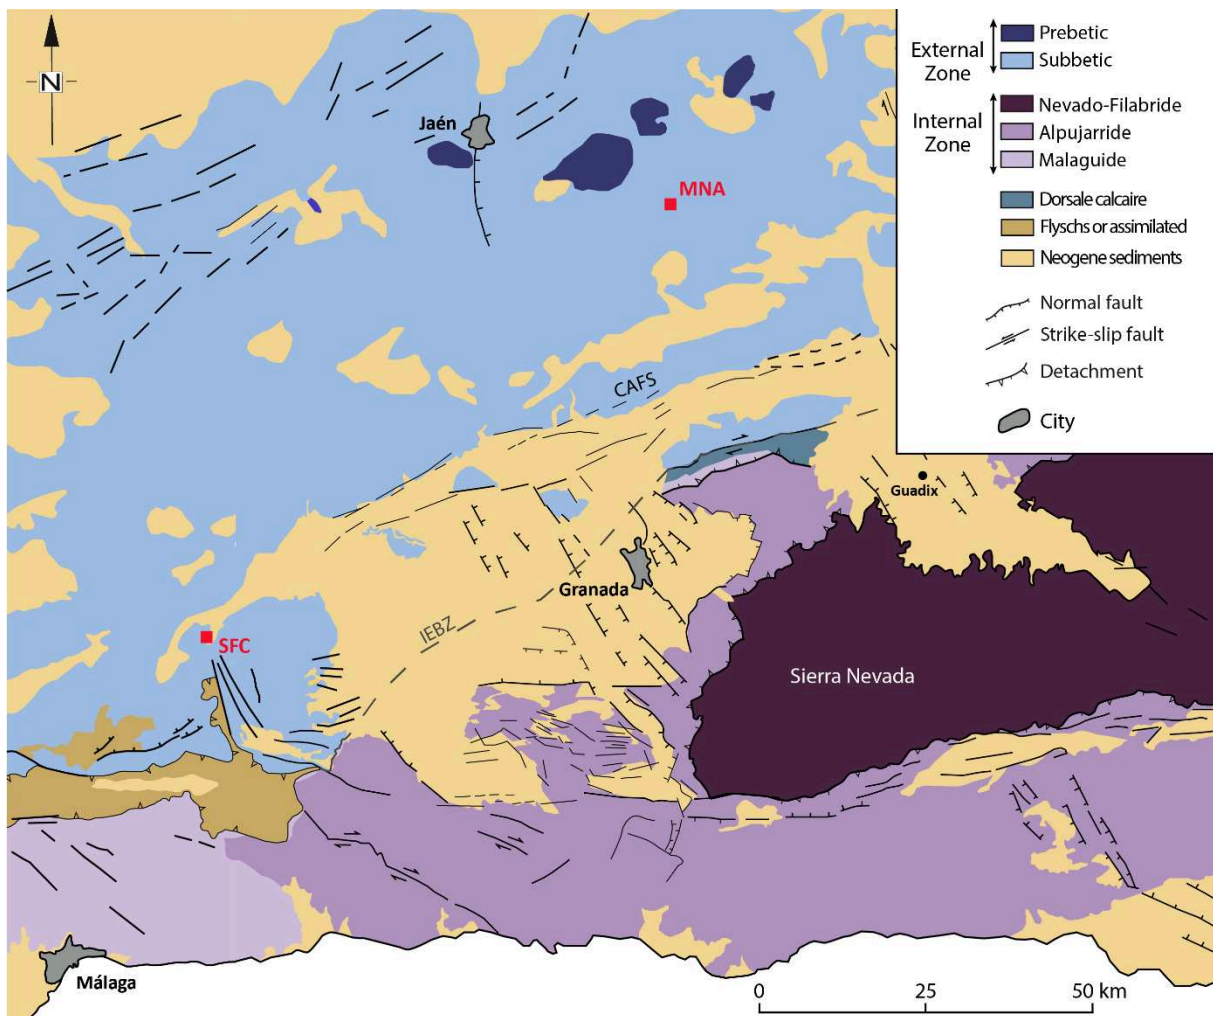 N
Jaén
MNA
CAFS
Guadix
Granada
IEBZ
SFC
Sierra Nevada
Málaga
0 25 50 km
External
Zone
Prebetic
Subbetic
Internal
Zone
Nevado-Filabride
Alpujarride
Malaguide
Dorsale calcaire
Flyschs or assimilated
Neogene sediments
Normal fault
Strike-slip fault
Detachment
City